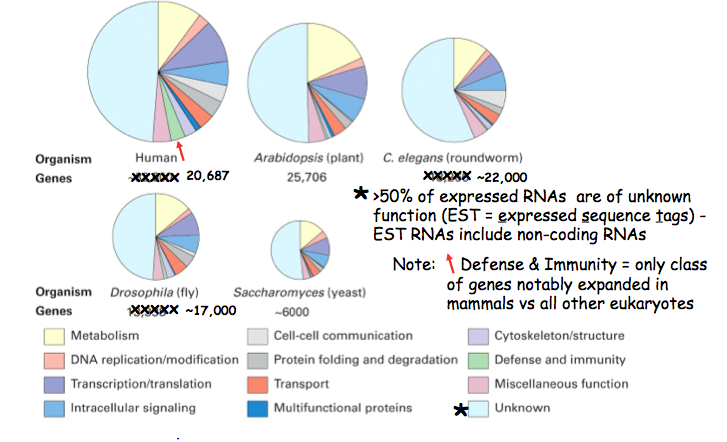 Organism Human Arabidopsis (plant) C. elegans (roundworm)
Genes xxxxx 20,687 25,706 xxxxx ~22,000
* >50% of expressed RNAs are of unknown
function (EST = expressed sequence tags) -
EST RNAs include non-coding RNAs
Note: Defense & Immunity = only class
of genes notably expanded in
mammals vs all other eukaryotes
Organism Drosophila (fly) Saccharomyces (yeast)
Genes xxxxx ~17,000 ~6000
Metabolism
DNA replication/modification
Transcription/translation
Intracellular signaling
Cell-cell communication
Protein folding and degradation
Transport
Multifunctional proteins
Cytoskeleton/structure
Defense and immunity
Miscellaneous function
* Unknown